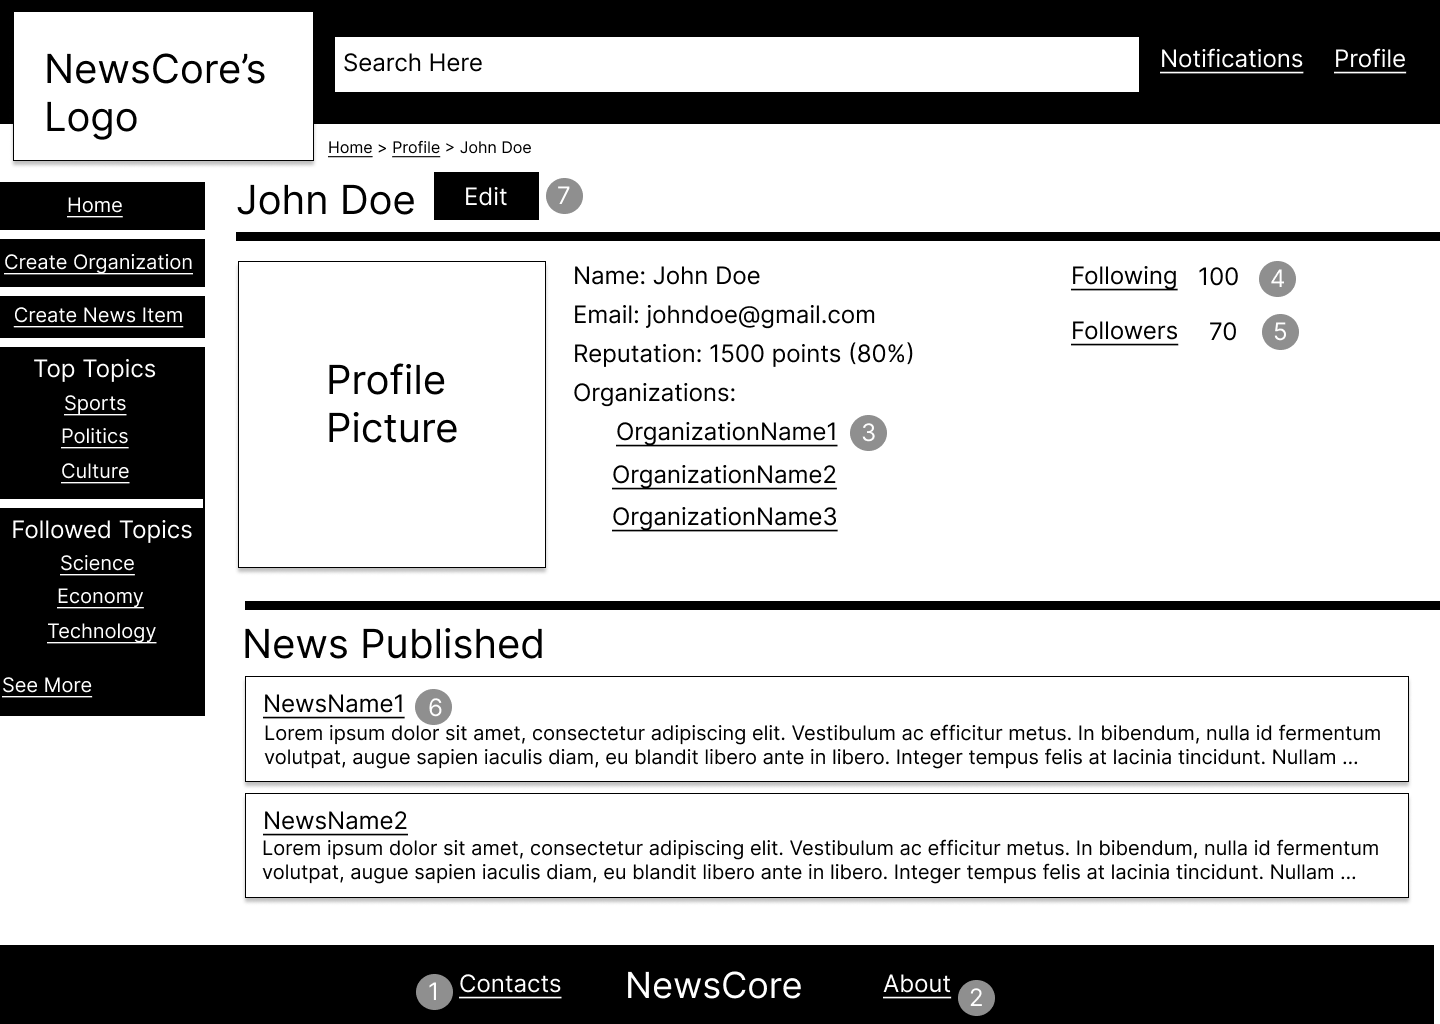 NewsCore’s
Logo
Search Here
Notifications
Profile
Home > Profile > John Doe
John Doe
Edit
7
Home
Create Organization
Create News Item
Top Topics
Sports
Politics
Culture
Followed Topics
Science
Economy
Technology
See More
Profile
Picture
Name: John Doe
Email: johndoe@gmail.com
Reputation: 1500 points (80%)
Organizations:
OrganizationName1
3
OrganizationName2
OrganizationName3
Following 100
4
Followers 70
5
News Published
NewsName1
6
Lorem ipsum dolor sit amet, consectetur adipiscing elit. Vestibulum ac efficitur metus. In bibendum, nulla id fermentum
volutpat, augue sapien iaculis diam, eu blandit libero ante in libero. Integer tempus felis at lacinia tincidunt. Nullam ...
NewsName2
Lorem ipsum dolor sit amet, consectetur adipiscing elit. Vestibulum ac efficitur metus. In bibendum, nulla id fermentum
volutpat, augue sapien iaculis diam, eu blandit libero ante in libero. Integer tempus felis at lacinia tincidunt. Nullam ...
1
Contacts
NewsCore
About
2